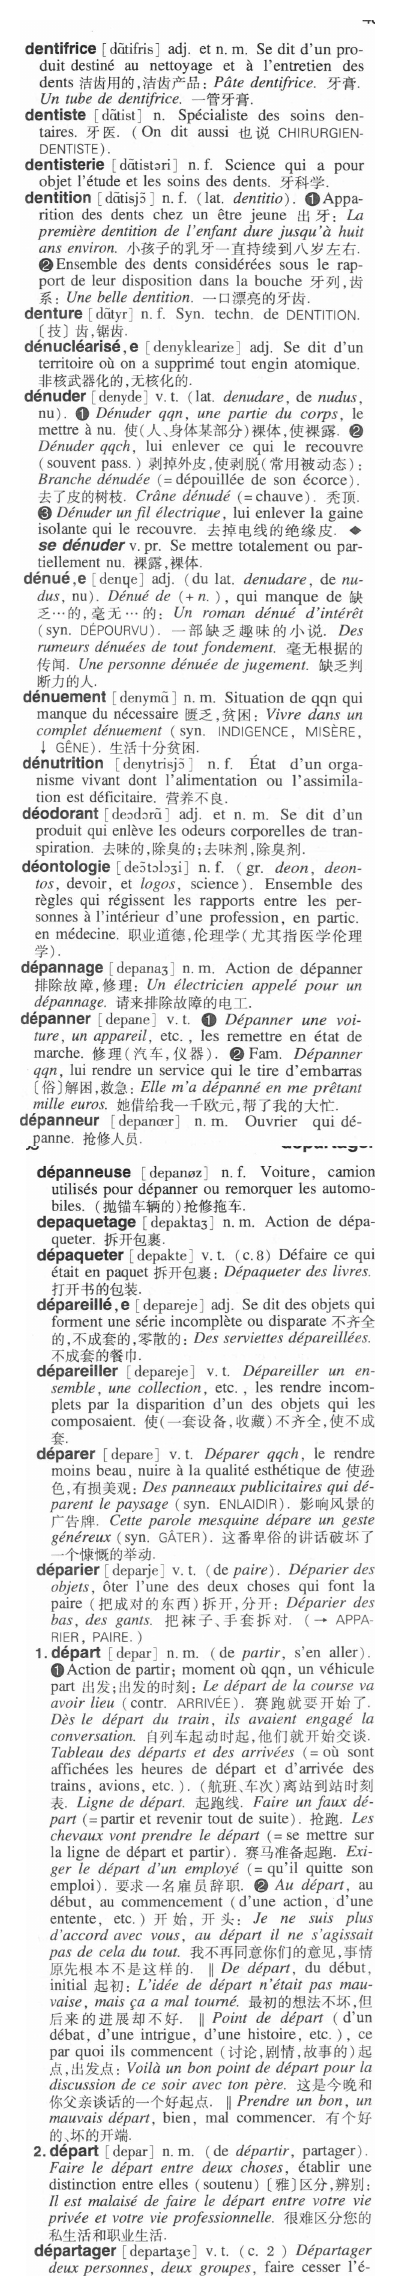 dentifrice [dɑ̃tifris] adj. et n. m. Se dit d'un pro-
duit destiné au nettoyage et à l'entretien des
dents 洁齿用的,洁齿产品: Pâte dentifrice. 牙膏.
Un tube de dentifrice. 一管牙膏.
dentiste [dɑ̃tist] n. Spécialiste des soins den-
taires. 牙医. (On dit aussi 也说 CHIRURGIEN-
DENTISTE).
dentisterie [dɑ̃tistəri] n. f. Science qui a pour
objet l'étude et les soins des dents. 牙科学.
dentition [dɑ̃tisjɔ̃] n. f. (lat. dentitio). ❶Appa-
rition des dents chez un être jeune 出牙: La
première dentition de l'enfant dure jusqu'à huit
ans environ. 小孩子的乳牙一直持续到八岁左右.
❷Ensemble des dents considérées sous le rap-
port de leur disposition dans la bouche 牙列,齿
系: Une belle dentition. 一口漂亮的牙齿.
denture [dɑ̃tyr] n. f. Syn. techn. de DENTITION.
〔技〕齿,锯齿.
dénucléarisé,e [denyklearize] adj. Se dit d'un
territoire où on a supprimé tout engin atomique.
非核武器化的,无核化的.
dénuder [denyde] v. t. (lat. denudare, de nudus,
nu). ❶ Dénuder qqn, une partie du corps, le
mettre à nu. 使(人、身体某部分)裸体,使裸露. ❷
Dénuder qqch, lui enlever ce qui le recouvre
(souvent pass.) 剥掉外皮,使剥脱(常用被动态):
Branche dénudée (= dépouillée de son écorce).
去了皮的树枝. Crâne dénudé (= chauve). 秃顶.
❸ Dénuder un fil électrique, lui enlever la gaine
isolante qui le recouvre. 去掉电线的绝缘皮. ◆
se dénuder v. pr. Se mettre totalement ou par-
tiellement nu. 裸露,裸体.
dénué,e [denɥe] adj. (du lat. denudare, de nu-
dus, nu). Dénué de (+ n.), qui manque de 缺
乏…的,毫无…的: Un roman dénué d'intérêt
(syn. DÉPOURVU). 一部缺乏趣味的小说. Des
rumeurs dénuées de tout fondement. 毫无根据的
传闻. Une personne dénuée de jugement. 缺乏判
断力的人.
dénuement [denymɑ̃] n. m. Situation de qqn qui
manque du nécessaire 匮乏,贫困: Vivre dans un
complet dénuement (syn. INDIGENCE, MISÈRE,
↓ GÊNE). 生活十分贫困.
dénutrition [denytrisjɔ̃] n. f. État d'un orga-
nisme vivant dont l'alimentation ou l'assimila-
tion est déficitaire. 营养不良.
déodorant [deɔdɔrɑ̃] adj. et n. m. Se dit d'un
produit qui enlève les odeurs corporelles de tran-
spiration. 去味的,除臭的;去味剂,除臭剂.
déontologie [deɔ̃tɔlɔʒi] n. f. (gr. deon, deon-
tos, devoir, et logos, science). Ensemble des
règles qui régissent les rapports entre les per-
sonnes à l'intérieur d'une profession, en partic.
en médecine. 职业道德,伦理学(尤其指医学伦理
学).
dépannage [depanaʒ] n. m. Action de dépanner
排除故障,修理: Un électricien appelé pour un
dépannage. 请来排除故障的电工.
dépanner [depane] v. t. ❶ Dépanner une voi-
ture, un appareil, etc., les remettre en état de
marche. 修理(汽车,仪器). ❷ Fam. Dépanner
qqn, lui rendre un service qui le tire d'embarras
〔俗〕解困,救急: Elle m'a dépanné en me prêtant
mille euros. 她借给我一千欧元,帮了我的大忙.
dépanneur [depanœr] n. m. Ouvrier qui dé-
panne. 抢修人员.
dépanneuse [depanøz] n. f. Voiture, camion
utilisés pour dépanner ou remorquer les automo-
biles. (抛锚车辆的)抢修拖车.
depaquetage [depaktaʒ] n. m. Action de dépa-
queter. 拆开包裹.
dépaqueter [depakte] v. t. (c. 8) Défaire ce qui
était en paquet 拆开包裹: Dépaqueter des livres.
打开书的包装.
dépareillé,e [depareje] adj. Se dit des objets qui
forment une série incomplète ou disparate 不齐全
的,不成套的,零散的: Des serviettes dépareillées.
不成套的餐巾.
dépareiller [depareje] v. t. Dépareiller un en-
semble, une collection, etc., les rendre incom-
plets par la disparition d'un des objets qui les
composaient. 使(一套设备,收藏)不齐全,使不成
套.
déparer [depare] v. t. Déparer qqch, le rendre
moins beau, nuire à la qualité esthétique de 使逊
色,有损美观: Des panneaux publicitaires qui dé-
parent le paysage (syn. ENLAIDIR). 影响风景的
广告牌. Cette parole mesquine dépare un geste
généreux (syn. GÂTER). 这番卑俗的讲话破坏了
一个慷慨的举动.
déparier [deparje] v. t. (de paire). Déparier des
objets, ôter l'une des deux choses qui font la
paire (把成对的东西)拆开,分开: Déparier des
bas, des gants. 把袜子、手套拆对. (→ APPA-
RIER, PAIRE.)
1. départ [depar] n. m. (de partir, s'en aller).
❶Action de partir; moment où qqn, un véhicule
part 出发;出发的时刻: Le départ de la course va
avoir lieu (contr. ARRIVÉE). 赛跑就要开始了.
Dès le départ du train, ils avaient engagé la
conversation. 自列车起动时起,他们就开始交谈.
Tableau des départs et des arrivées (= où sont
affichées les heures de départ et d'arrivée des
trains, avions, etc.). (航班、车次)离站到站时刻
表. Ligne de départ. 起跑线. Faire un faux dé-
part (= partir et revenir tout de suite). 抢跑. Les
chevaux vont prendre le départ (= se mettre sur
la ligne de départ et partir). 赛马准备起跑. Exi-
ger le départ d'un employé (= qu'il quitte son
emploi). 要求一名雇员辞职. ❷ Au départ, au
début, au commencement (d'une action, d'une
entente, etc.) 开始, 开头: Je ne suis plus
d'accord avec vous, au départ il ne s'agissait
pas de cela du tout. 我不再同意你们的意见,事情
原先根本不是这样的. ‖ De départ, du début,
initial 起初: L'idée de départ n'était pas mau-
vaise, mais ça a mal tourné. 最初的想法不坏,但
后来的进展却不好. ‖ Point de départ (d'un
débat, d'une intrigue, d'une histoire, etc.), ce
par quoi ils commencent (讨论,剧情,故事的)起
点,出发点: Voilà un bon point de départ pour la
discussion de ce soir avec ton père. 这是今晚和
你父亲谈话的一个好起点. ‖ Prendre un bon, un
mauvais départ, bien, mal commencer. 有个好
的、坏的开端.
2. départ [depar] n. m. (de départir, partager).
Faire le départ entre deux choses, établir une
distinction entre elles (soutenu) 〔雅〕区分,辨别:
Il est malaisé de faire le départ entre votre vie
privée et votre vie professionnelle. 很难区分您的
私生活和职业生活.
départager [departaʒe] v. t. (c. 2) Départager
deux personnes, deux groupes, faire cesser l'é-